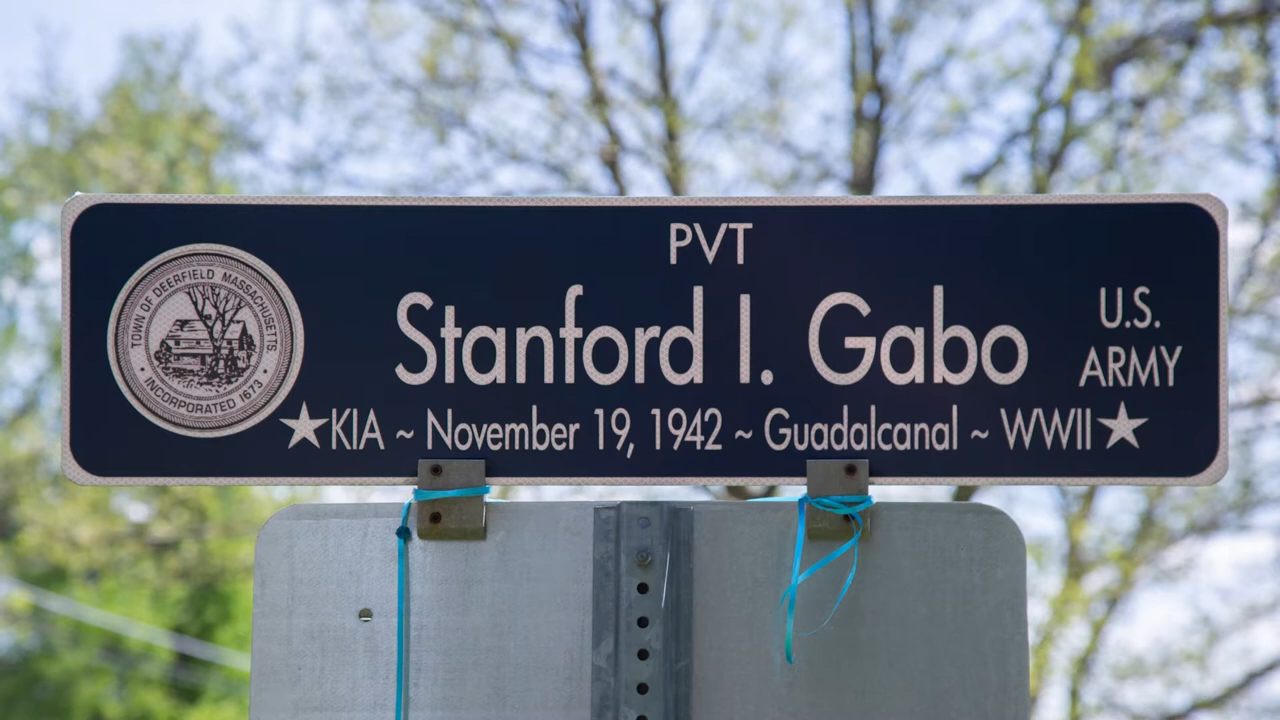 PVT
Stanford I. Gabo
U.S.
ARMY
★KIA ~ November 19, 1942 ~ Guadalcanal ~ WWII★
TOWN OF DEERFIELD MASSACHUSETTS
• INCORPORATED 1673 •